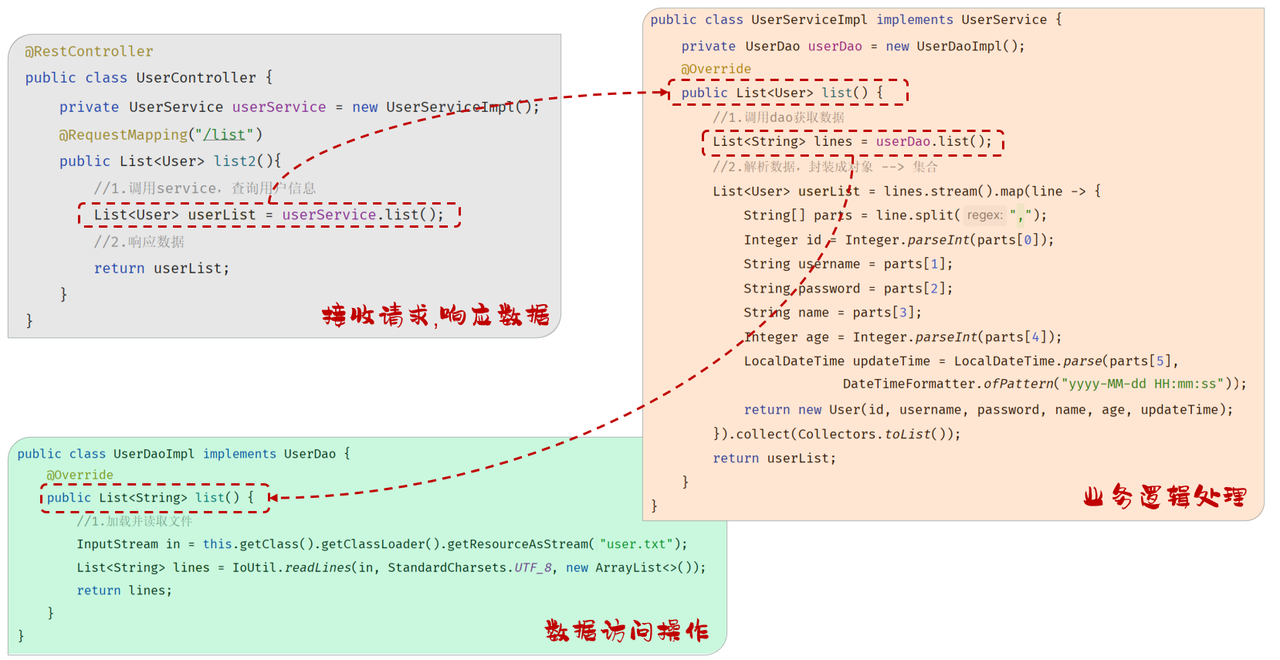 @RestController
public class UserController {
private UserService userService = new UserServiceImpl();
@RequestMapping("/list")
public List<User> list2(){
//1.调用service，查询用户信息
List<User> userList = userService.list();
//2.响应数据
return userList;
}
}
接收请求,响应数据
public class UserServiceImpl implements UserService {
private UserDao userDao = new UserDaoImpl();
@Override
public List<User> list() {
//1.调用dao获取数据
List<String> lines = userDao.list();
//2.解析数据，封装成对象 --> 集合
List<User> userList = lines.stream().map(line -> {
String[] parts = line.split( regex: ",");
Integer id = Integer.parseInt(parts[0]);
String username = parts[1];
String password = parts[2];
String name = parts[3];
Integer age = Integer.parseInt(parts[4]);
LocalDateTime updateTime = LocalDateTime.parse(parts[5],
DateTimeFormatter.ofPattern("yyyy-MM-dd HH:mm:ss"));
return new User(id, username, password, name, age, updateTime);
}).collect(Collectors.toList());
return userList;
}
}
业务逻辑处理
public class UserDaoImpl implements UserDao {
@Override
public List<String> list() {
//1.加载并读取文件
InputStream in = this.getClass().getClassLoader().getResourceAsStream( "user.txt");
List<String> lines = IoUtil.readLines(in, StandardCharsets.UTF_8, new ArrayList<>());
return lines;
}
}
数据访问操作